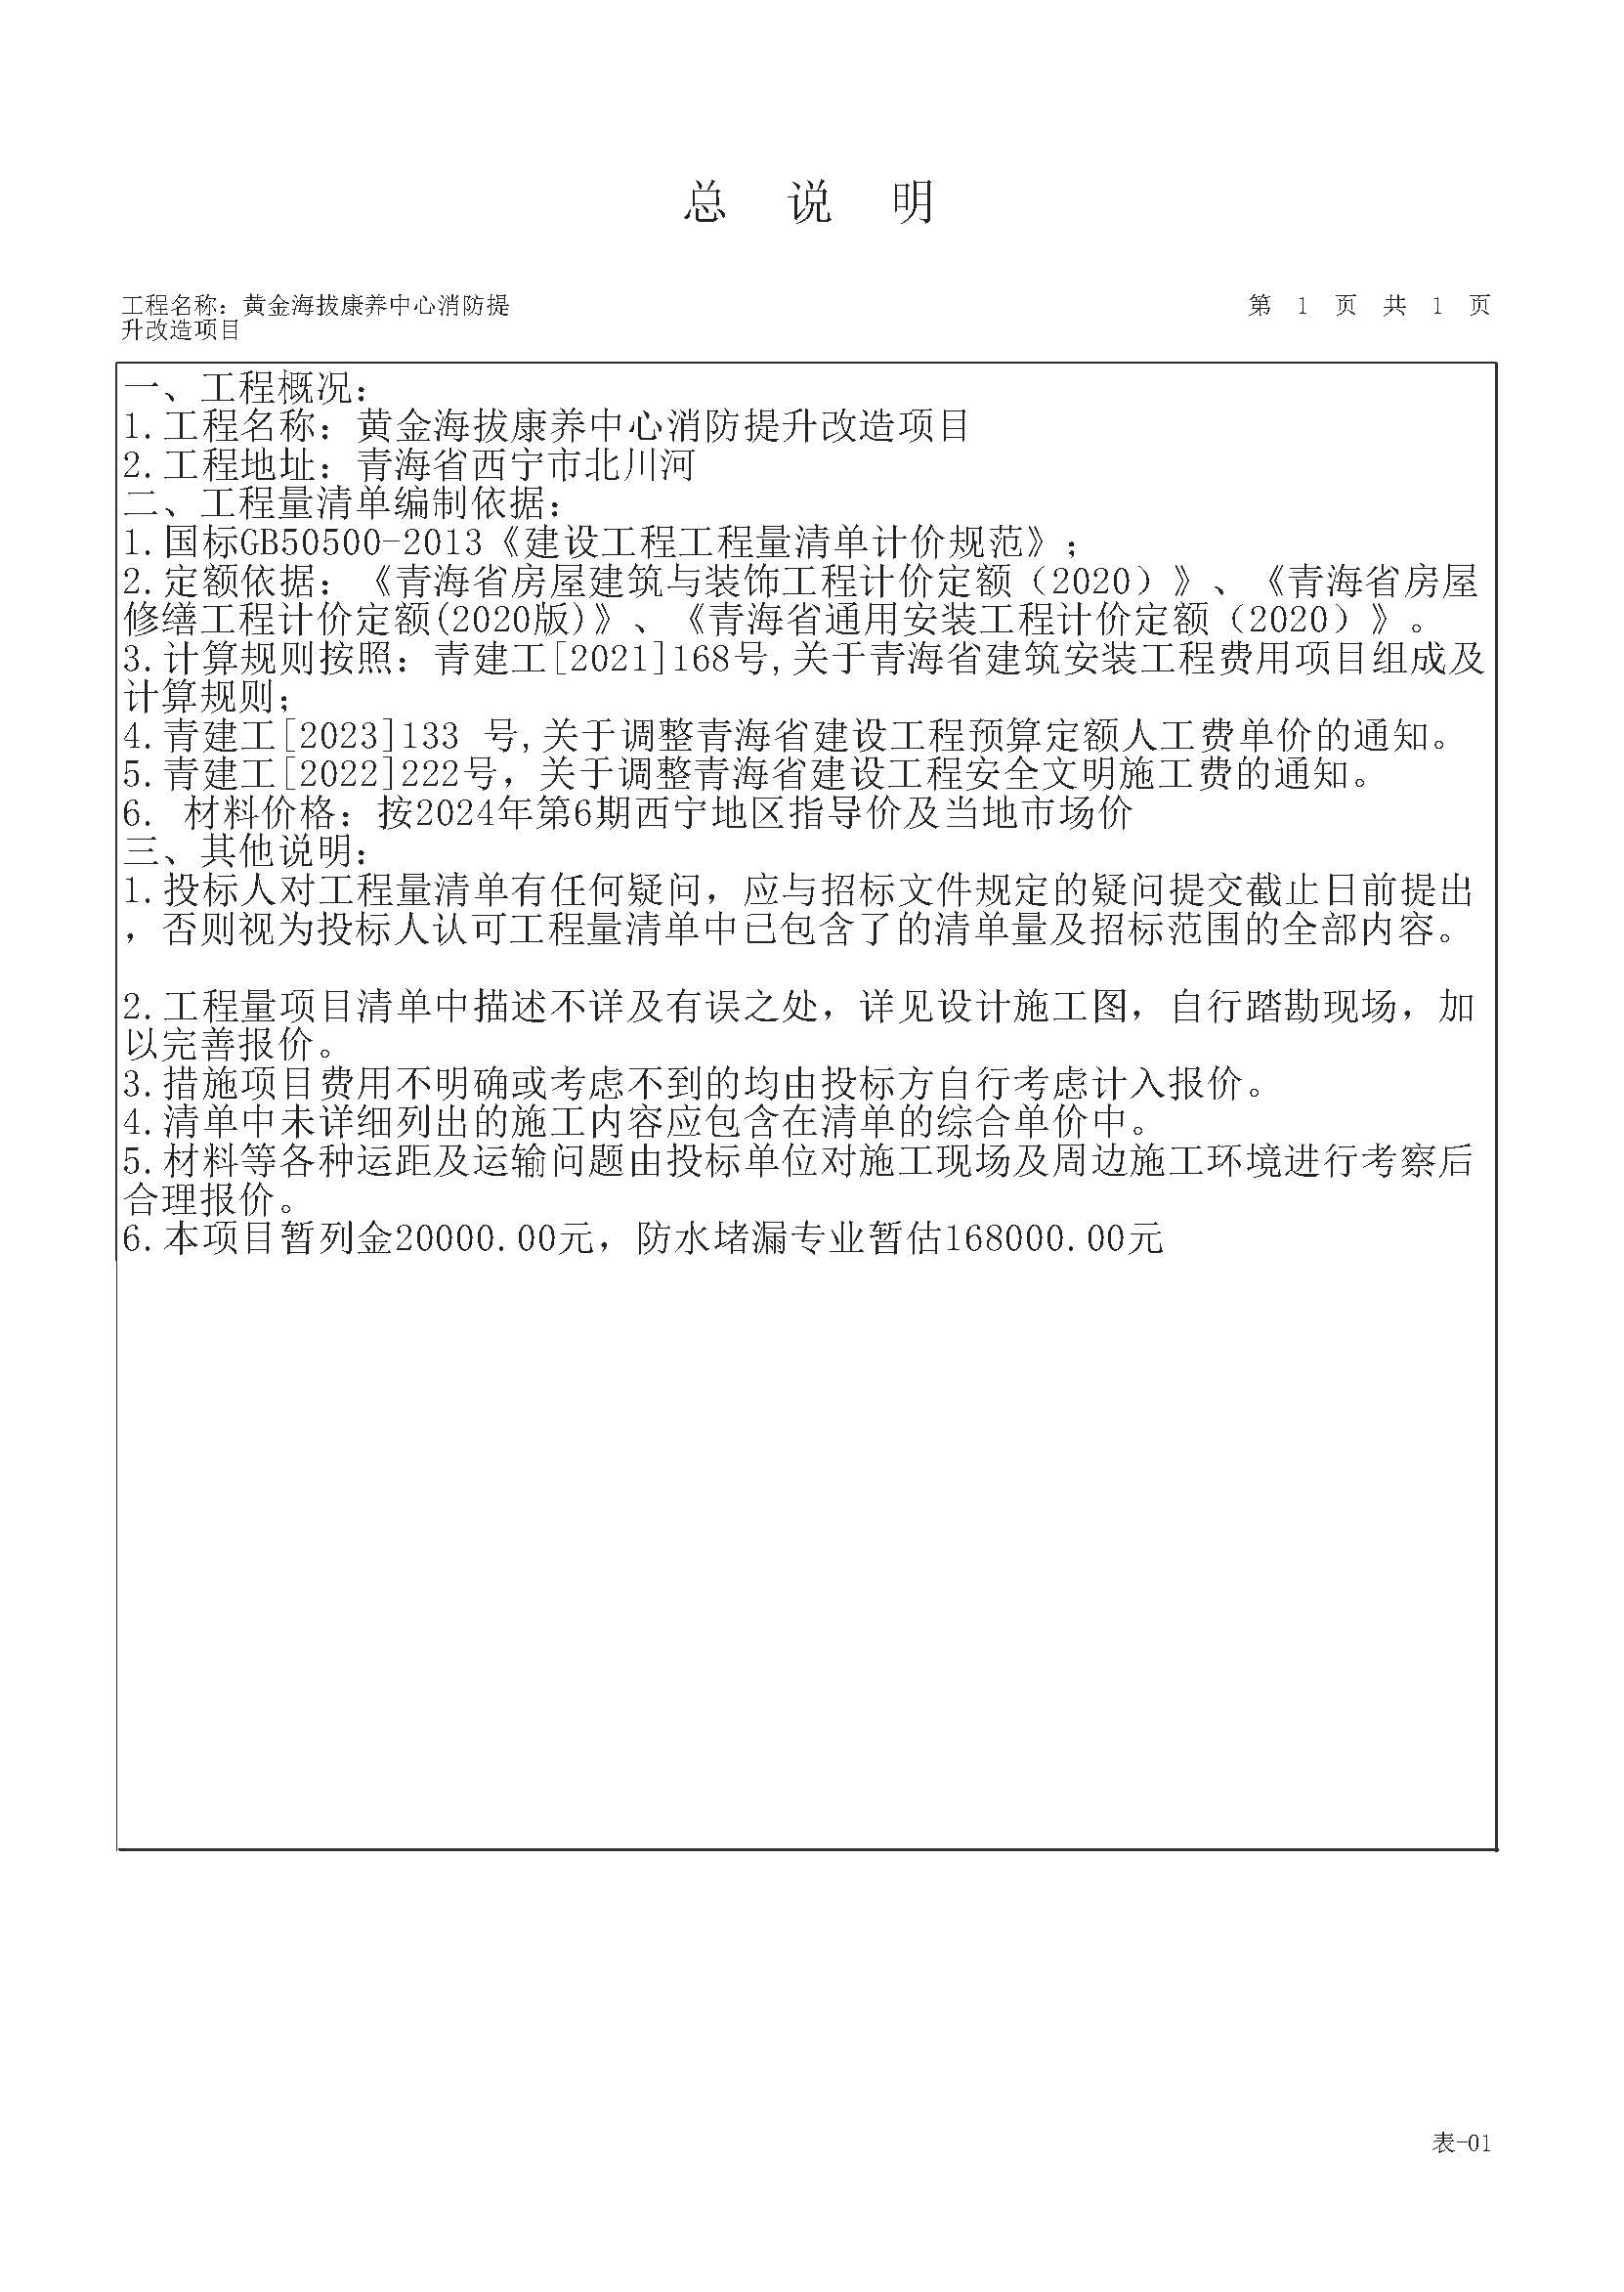 总 说 明
工程名称：黄金海拔康养中心消防提
升改造项目
第 1 页 共 1 页
一、工程概况：
1.工程名称：黄金海拔康养中心消防提升改造项目
2.工程地址：青海省西宁市北川河
二、工程量清单编制依据：
1.国标GB50500-2013《建设工程工程量清单计价规范》；
2.定额依据：《青海省房屋建筑与装饰工程计价定额（2020）》、《青海省房屋
修缮工程计价定额(2020版)》、《青海省通用安装工程计价定额（2020）》。
3.计算规则按照：青建工[2021]168号,关于青海省建筑安装工程费用项目组成及
计算规则；
4.青建工[2023]133 号,关于调整青海省建设工程预算定额人工费单价的通知。
5.青建工[2022]222号，关于调整青海省建设工程安全文明施工费的通知。
6. 材料价格：按2024年第6期西宁地区指导价及当地市场价
三、其他说明：
1.投标人对工程量清单有任何疑问，应与招标文件规定的疑问提交截止日前提出
，否则视为投标人认可工程量清单中已包含了的清单量及招标范围的全部内容。
2.工程量项目清单中描述不详及有误之处，详见设计施工图，自行踏勘现场，加
以完善报价。
3.措施项目费用不明确或考虑不到的均由投标方自行考虑计入报价。
4.清单中未详细列出的施工内容应包含在清单的综合单价中。
5.材料等各种运距及运输问题由投标单位对施工现场及周边施工环境进行考察后
合理报价。
6.本项目暂列金20000.00元，防水堵漏专业暂估168000.00元
表-01